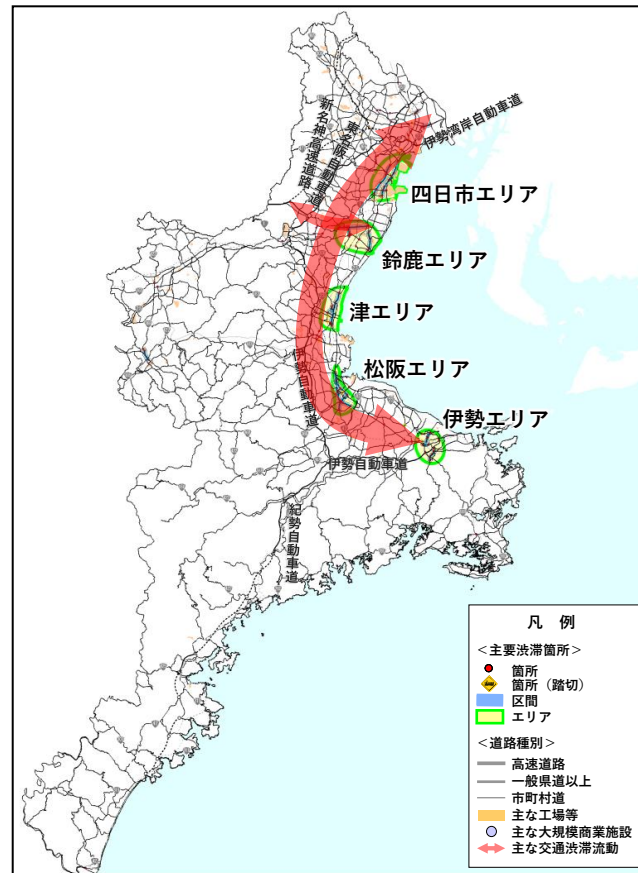 伊勢湾岸自動車道
東名阪自動車道
新名神高速道路
四日市エリア
鈴鹿エリア
津エリア
松阪エリア
伊勢自動車道
伊勢エリア
伊勢自動車道
紀勢自動車道
凡 例
<主要渋滞箇所>
箇所
箇所（踏切）
区間
エリア
<道路種別>
高速道路
一般県道以上
市町村道
主な工場等
主な大規模商業施設
主な交通渋滞流動